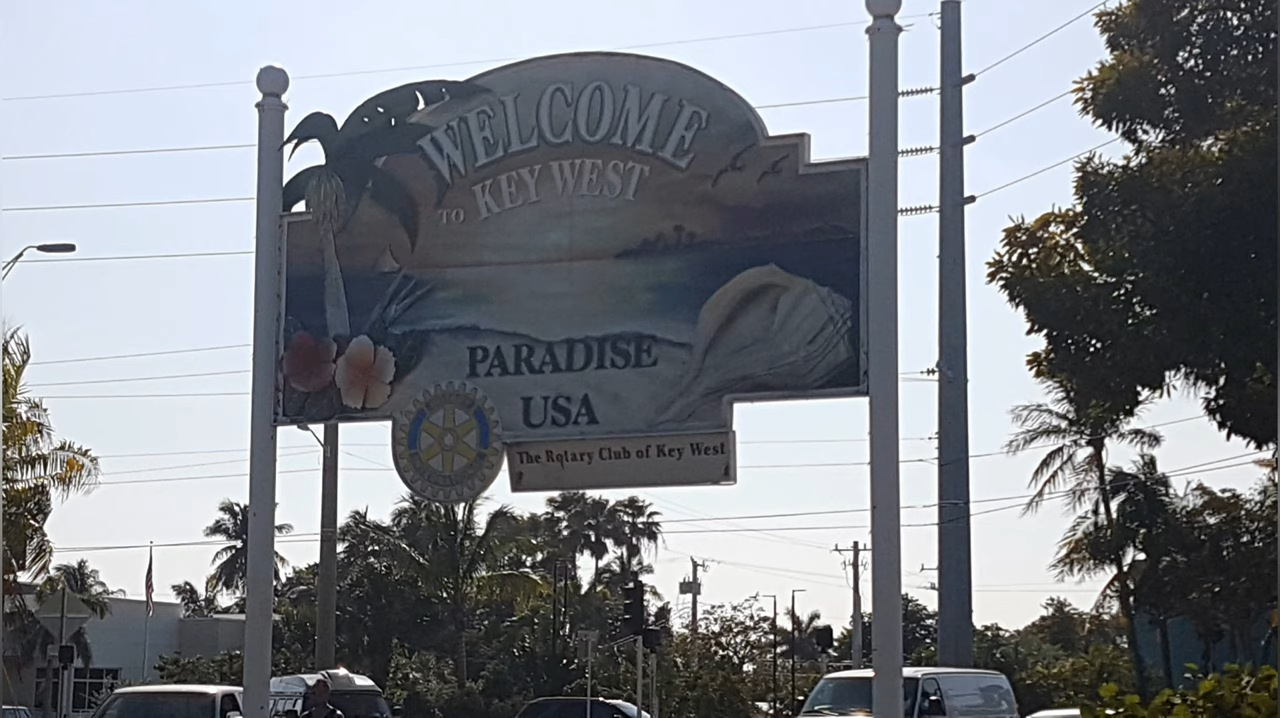 WELCOME
TO KEY WEST
PARADISE
USA
The Rotary Club of Key West